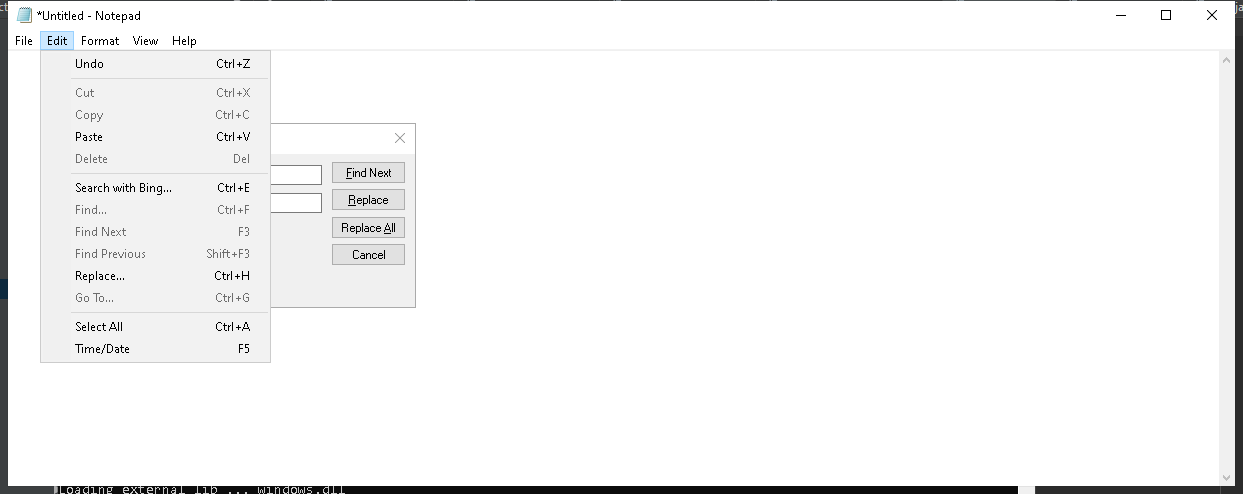 *Untitled - Notepad
File Edit Format View Help
Undo Ctrl+Z
Cut Ctrl+X
Copy Ctrl+C
Paste Ctrl+V
Delete Del
Search with Bing... Ctrl+E
Find... Ctrl+F
Find Next F3
Find Previous Shift+F3
Replace... Ctrl+H
Go To... Ctrl+G
Select All Ctrl+A
Time/Date F5
Find Next
Replace
Replace All
Cancel
Loading external lib ... windows.dll